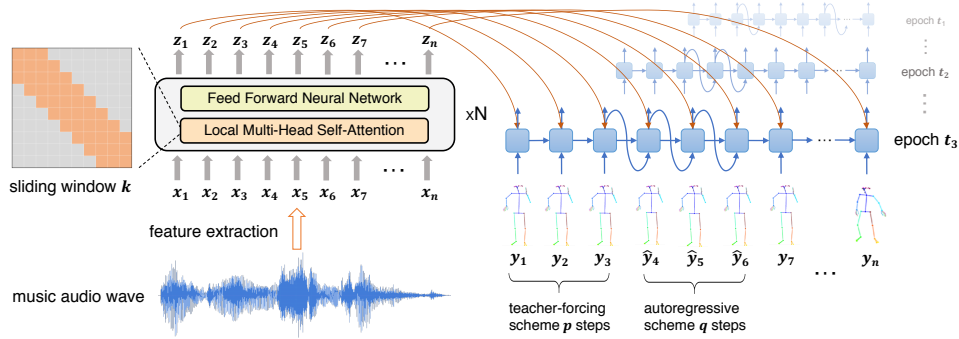 z₁ z₂ z₃ z₄ z₅ z₆ z₇ ... zₙ
Feed Forward Neural Network
Local Multi-Head Self-Attention
xN
x₁ x₂ x₃ x₄ x₅ x₆ x₇ ... xₙ
sliding window k
feature extraction
music audio wave
epoch t₁
epoch t₂
epoch t₃
y₁ y₂ y₃ ŷ₄ ŷ₅ ŷ₆ y₇ ... yₙ
teacher-forcing
scheme p steps
autoregressive
scheme q steps